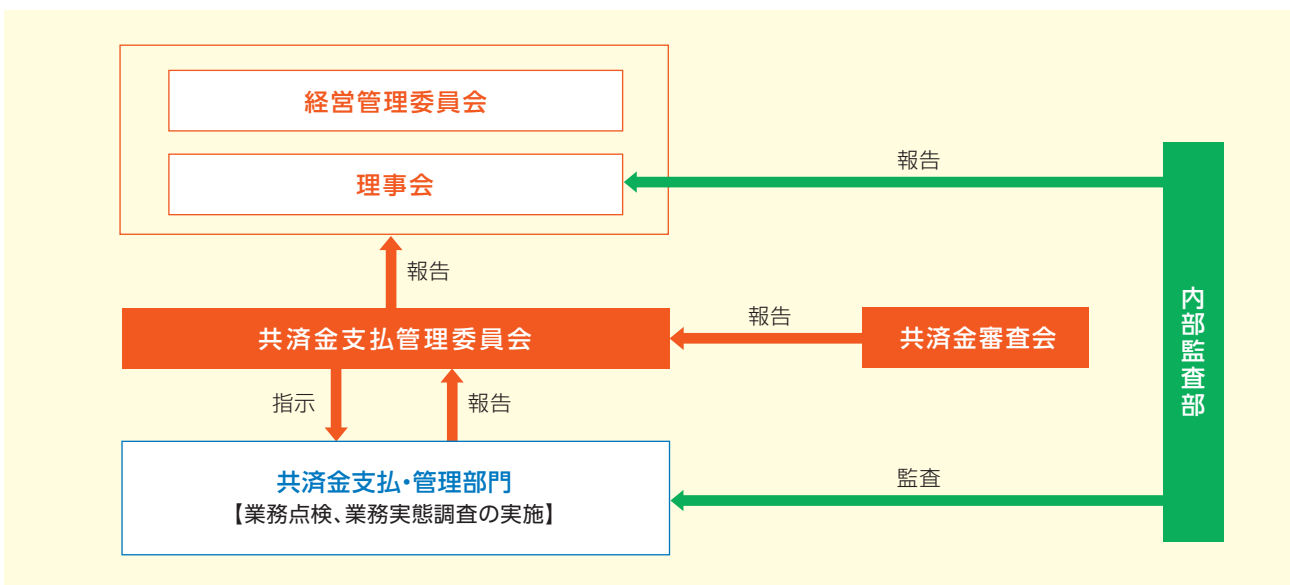 経営管理委員会
理事会
報告
報告
共済金支払管理委員会
報告
共済金審査会
内部監査部
指示
報告
共済金支払・管理部門
【業務点検、業務実態調査の実施】
監査